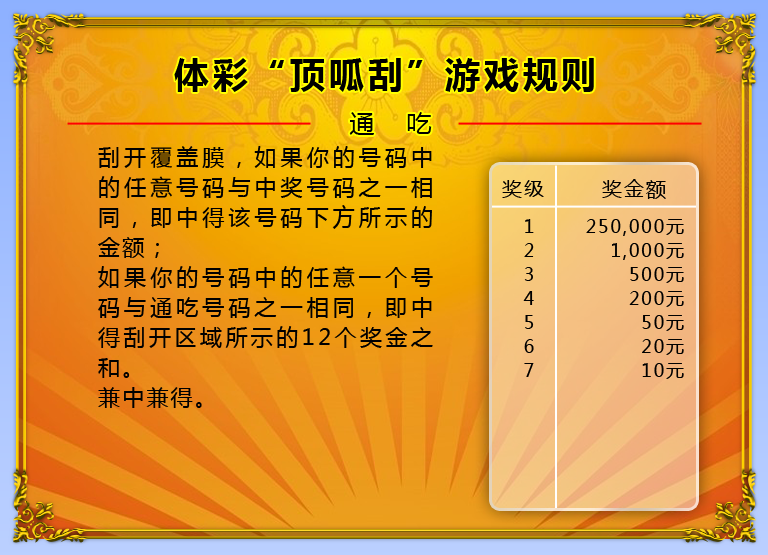 体彩“顶呱刮”游戏规则
通 吃
刮开覆盖膜，如果你的号码中
的任意号码与中奖号码之一相
同，即中得该号码下方所示的
金额；
如果你的号码中的任意一个号
码与通吃号码之一相同，即中
得刮开区域所示的12个奖金之
和。
兼中兼得。
奖级 奖金额
1 250,000元
2 1,000元
3 500元
4 200元
5 50元
6 20元
7 10元